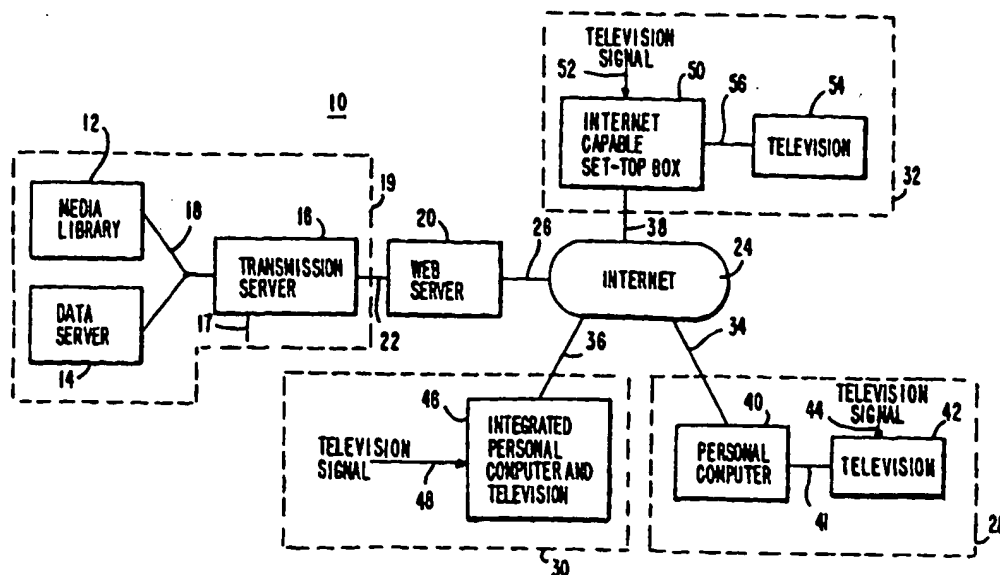 TELEVISION
SIGNAL
52
50
56
54
INTERNET
CAPABLE
SET-TOP BOX
TELEVISION
32
38
10
12
MEDIA
LIBRARY
18
16
19
TRANSMISSION
SERVER
17
DATA
SERVER
14
20
WEB
SERVER
22
26
INTERNET
24
36
34
46
TELEVISION
SIGNAL
48
INTEGRATED
PERSONAL
COMPUTER AND
TELEVISION
30
40
PERSONAL
COMPUTER
TELEVISION
SIGNAL
44
42
TELEVISION
41